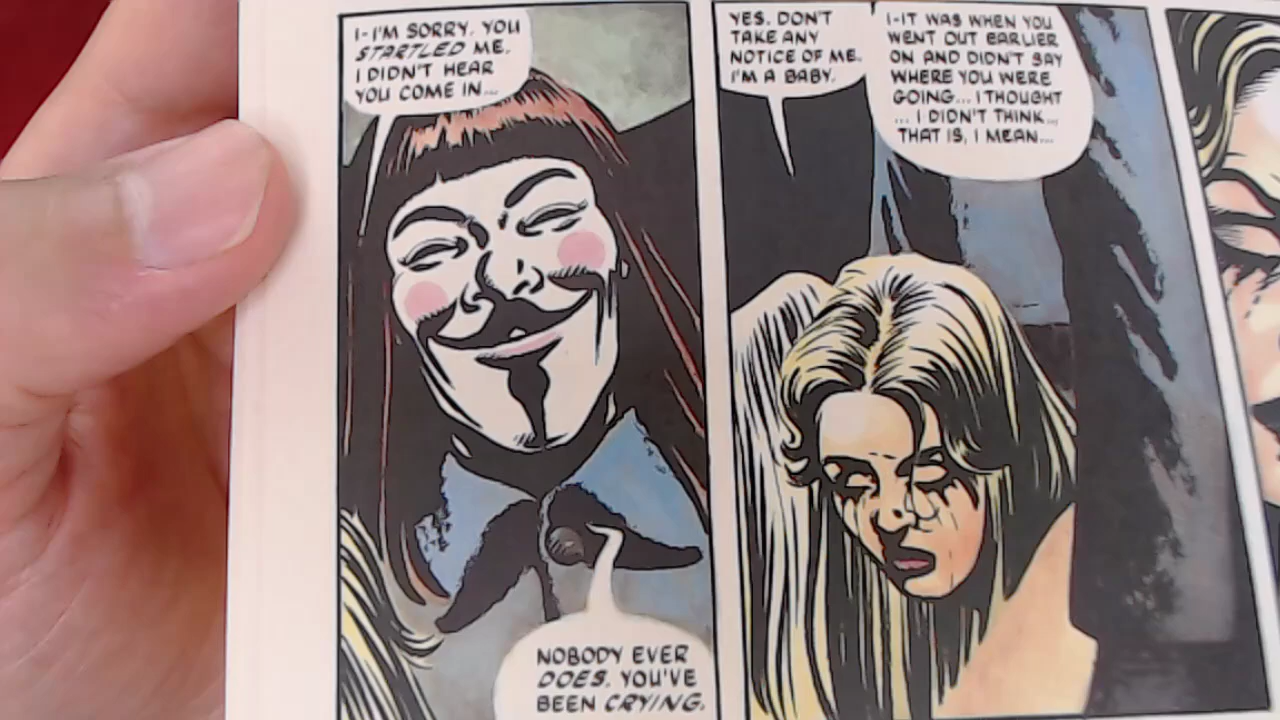 I-I'M SORRY. YOU
STARTLED ME.
I DIDN'T HEAR
YOU COME IN...
NOBODY EVER
DOES. YOU'VE
BEEN CRYING.
YES. DON'T
TAKE ANY
NOTICE OF ME.
I'M A BABY.
I-IT WAS WHEN YOU
WENT OUT EARLIER
ON AND DIDN'T SAY
WHERE YOU WERE
GOING... I THOUGHT
... I DIDN'T THINK...
THAT IS, I MEAN...